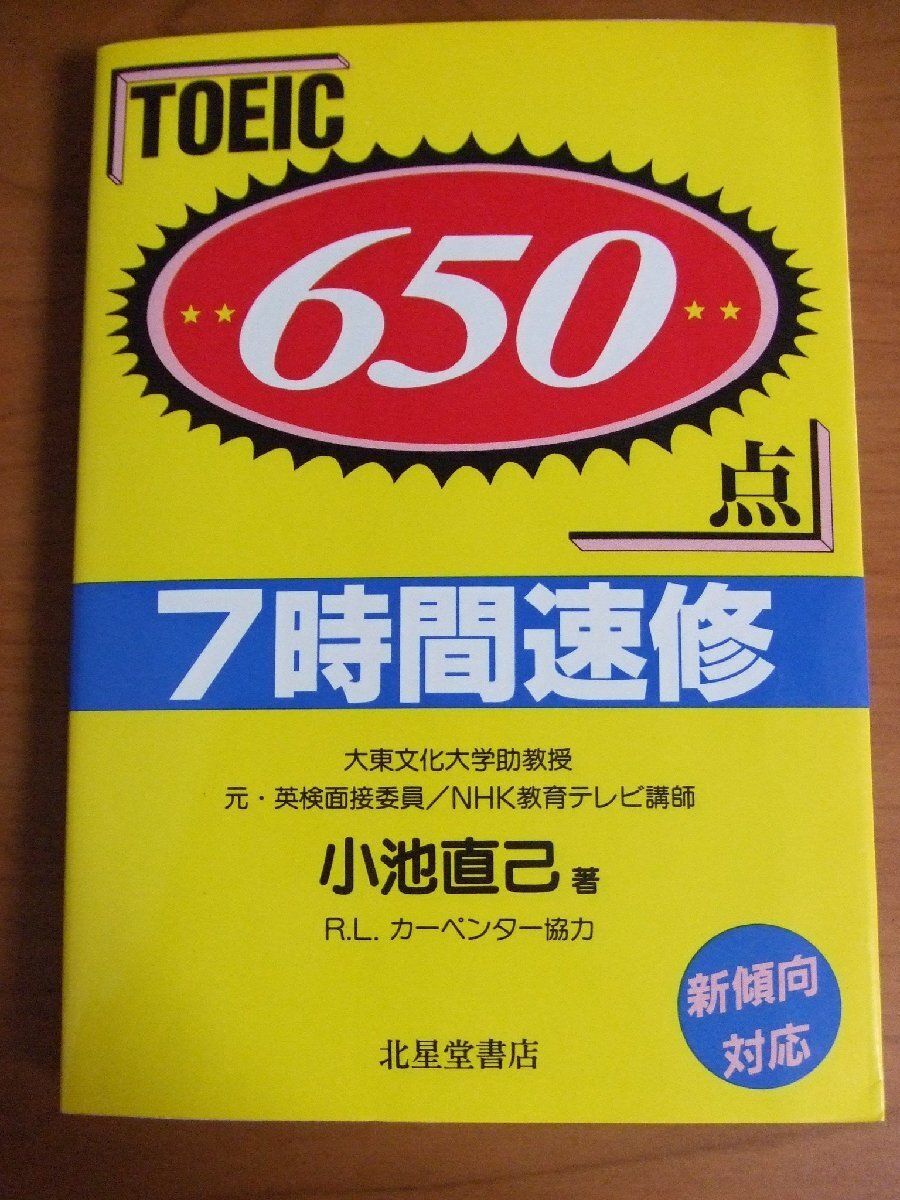 TOEIC
650
点
7時間速修
大東文化大学助教授
元・英検面接委員/NHK教育テレビ講師
小池直己 著
R.L. カーペンター協力
新傾向
対応
北星堂書店